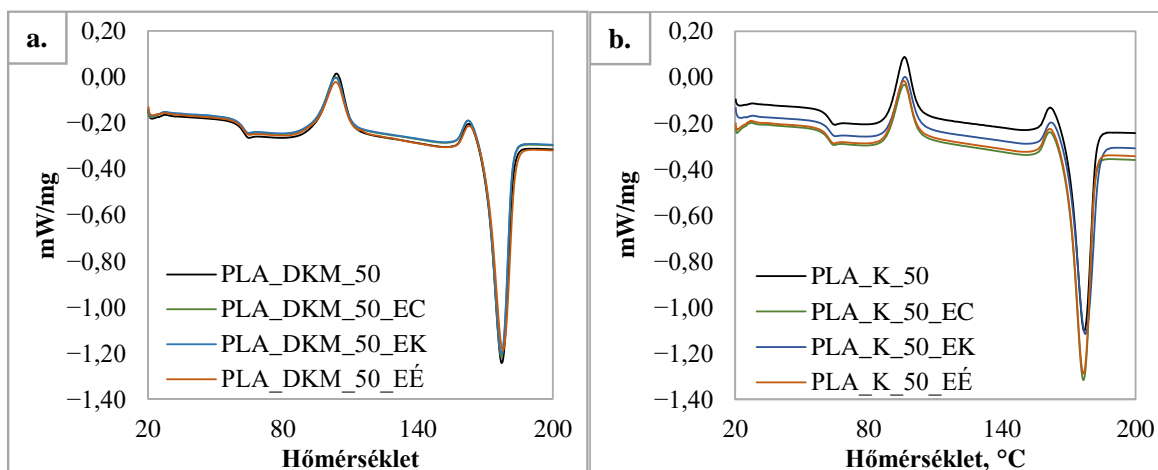 a.
0,20
0,00
−0,20
−0,40
−0,60
−0,80
−1,00
−1,20
−1,40
mW/mg
PLA_DKM_50
PLA_DKM_50_EC
PLA_DKM_50_EK
PLA_DKM_50_EÉ
20 80 140 200
Hőmérséklet
b.
0,20
0,00
−0,20
−0,40
−0,60
−0,80
−1,00
−1,20
−1,40
mW/mg
PLA_K_50
PLA_K_50_EC
PLA_K_50_EK
PLA_K_50_EÉ
20 80 140 200
Hőmérséklet, °C